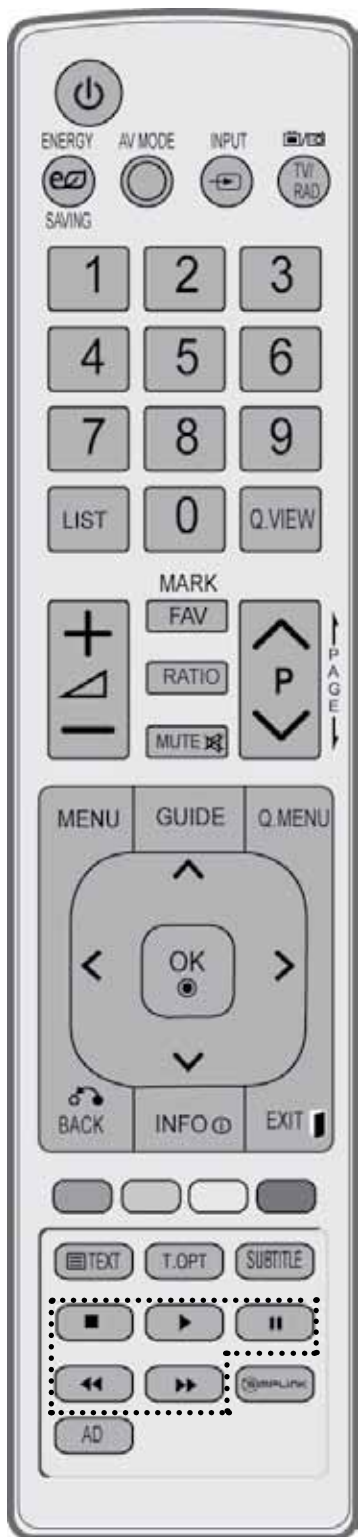 ENERGY AV MODE INPUT
TV/
RAD
SAVING
1 2 3
4 5 6
7 8 9
LIST 0 Q.VIEW
MARK
FAV
P
PAGE
RATIO
MUTE
MENU GUIDE Q.MENU
OK
BACK INFO EXIT
TEXT T.OPT SUBTITLE
SIMPLINK
AD